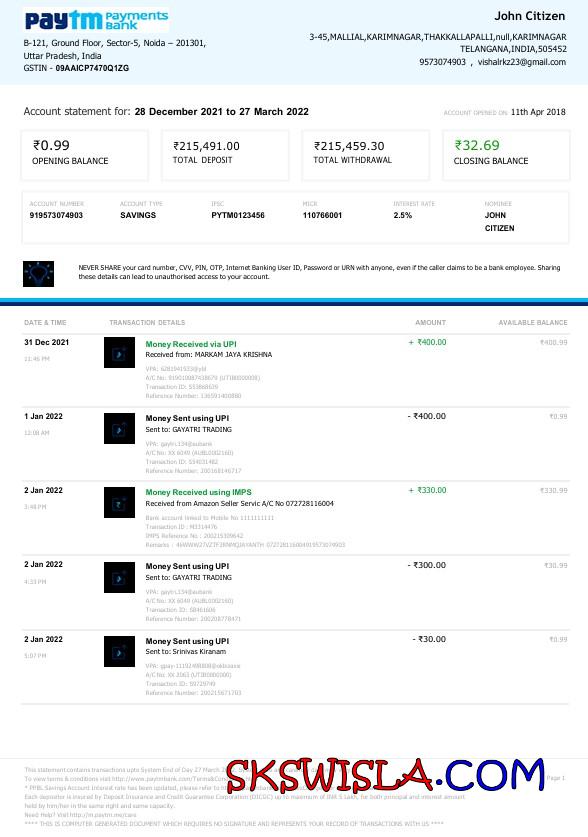 Paytm Payments Bank
B-121, Ground Floor, Sector-5, Noida – 201301,
Uttar Pradesh, India
GSTIN - 09AAICP7470Q1ZG
John Citizen
3-45,MALLIAL,KARIMNAGAR,THAKKALAPALLI,null,KARIMNAGAR
TELANGANA,INDIA,505452
9573074903 , vishalrkz23@gmail.com
Account statement for: 28 December 2021 to 27 March 2022
ACCOUNT OPENED ON 11th Apr 2018
₹0.99
OPENING BALANCE
₹215,491.00
TOTAL DEPOSIT
₹215,459.30
TOTAL WITHDRAWAL
₹32.69
CLOSING BALANCE
ACCOUNT NUMBER ACCOUNT TYPE IFSC MICR INTEREST RATE NOMINEE
919573074903 SAVINGS PYTM0123456 110766001 2.5% JOHN
CITIZEN
NEVER SHARE your card number, CVV, PIN, OTP, Internet Banking User ID, Password or URN with anyone, even if the caller claims to be a bank employee. Sharing
these details can lead to unauthorised access to your account.
DATE & TIME TRANSACTION DETAILS AMOUNT AVAILABLE BALANCE
31 Dec 2021 Money Received via UPI + ₹400.00 ₹400.99
11:46 PM Received from: MARKAM JAYA KRISHNA
VPA: 6281941533@ybl
A/C No: 919010087438679 (UTIB0000008)
Transaction ID: S53868639
Reference Number: 136591400880
1 Jan 2022 Money Sent using UPI - ₹400.00 ₹0.99
12:08 AM Sent to: GAYATRI TRADING
VPA: gaytri.134@aubank
A/C No: XX 6049 (AUBL0002160)
Transaction ID: S54031482
Reference Number: 200168146717
2 Jan 2022 Money Received using IMPS + ₹330.00 ₹330.99
3:48 PM Received from Amazon Seller Servic A/C No 072728116004
Bank account linked to Mobile No 1111111111
Transaction ID : M3314476
IMPS Reference No : 200215309642
2 Jan 2022 Money Sent using UPI - ₹300.00 ₹30.99
4:33 PM Sent to: GAYATRI TRADING
VPA: gaytri.134@aubank
A/C No: XX 6049 (AUBL0002160)
Transaction ID: S8461606
Reference Number: 200208778471
2 Jan 2022 Money Sent using UPI - ₹30.00 ₹0.99
5:07 PM Sent to: Srinivas Kiranam
VPA: gpay-11192498808@okbizaxis
A/C No: XX 2063 (UTIB0000000)
Transaction ID: S9729749
Reference Number: 200215671703
This statement contains transactions upto System End of Day 27 March
To view terms & conditions visit http://www.paytmbank.com/Terms&Con
* PPBL Savings Account Interest rate has been updated, please refer to
Each depositor is insured by Deposit Insurance and Credit Guarantee Corporation (DICGC) up to maximum of INR 5 Lakh, for both principal and interest amount
held by him/her in the same right and same capacity.
Need Help? Visit http://m.paytm.me/care
**** THIS IS COMPUTER GENERATED DOCUMENT WHICH REQUIRES NO SIGNATURE AND REPRESENTS YOUR RECORD OF TRANSACTIONS WITH US ****
Page 1
SKSWISLA.COM